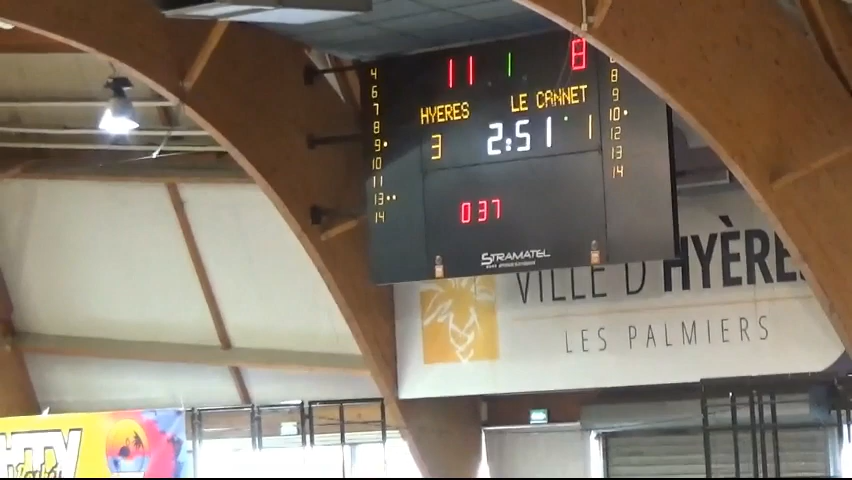 11 1 8
HYERES LE CANNET
3 2:51 1
037
4
6
7
8
9
10
11
13
14
8
9
10
12
13
14
STRAMATEL
VILLE D'HYÈRES
LES PALMIERS